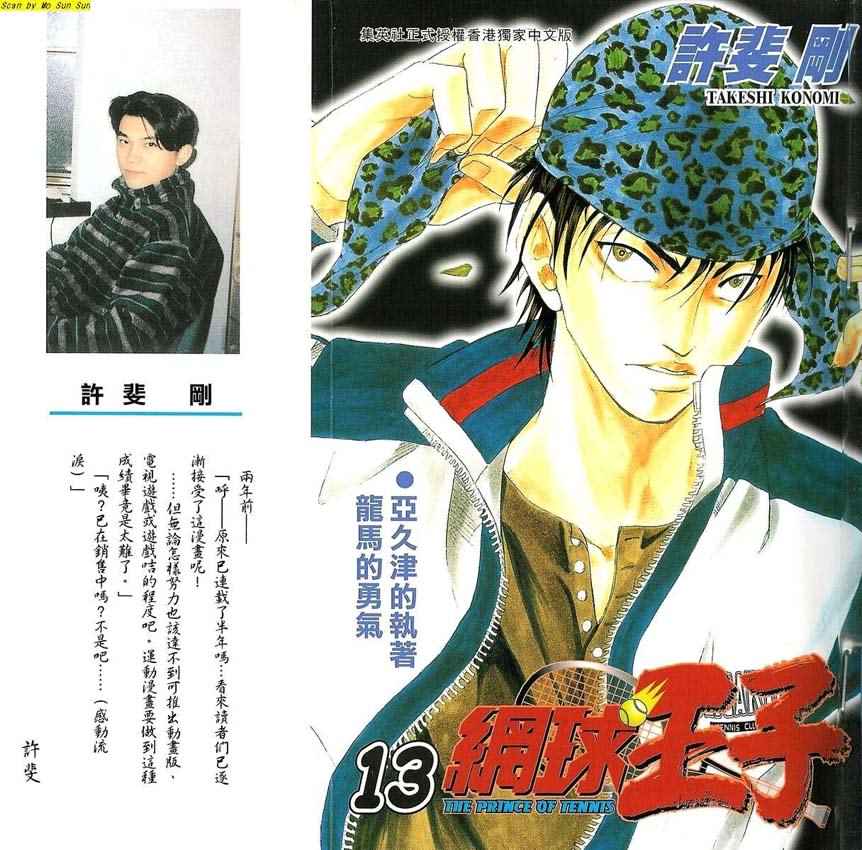 Scan by Mo Sun Sun
集英社正式授權香港獨家中文版
許斐 剛
TAKESHI KONOMI
許斐 剛
兩年前——
「呼——原來已連載了半年嗎…看來讀者們已逐
漸接受了這漫畫呢！
……但無論怎樣努力也該達不到可推出動畫版、
電視遊戲或遊戲咭的程度吧。運動漫畫要做到這種
成績畢竟是太難了。」
「咦？已在銷售中嗎？不是吧……（感動流
淚）」
許斐
●亞久津的執著
龍馬的勇氣
13
網球王子
THE PRINCE OF TENNIS
TENNIS CLU